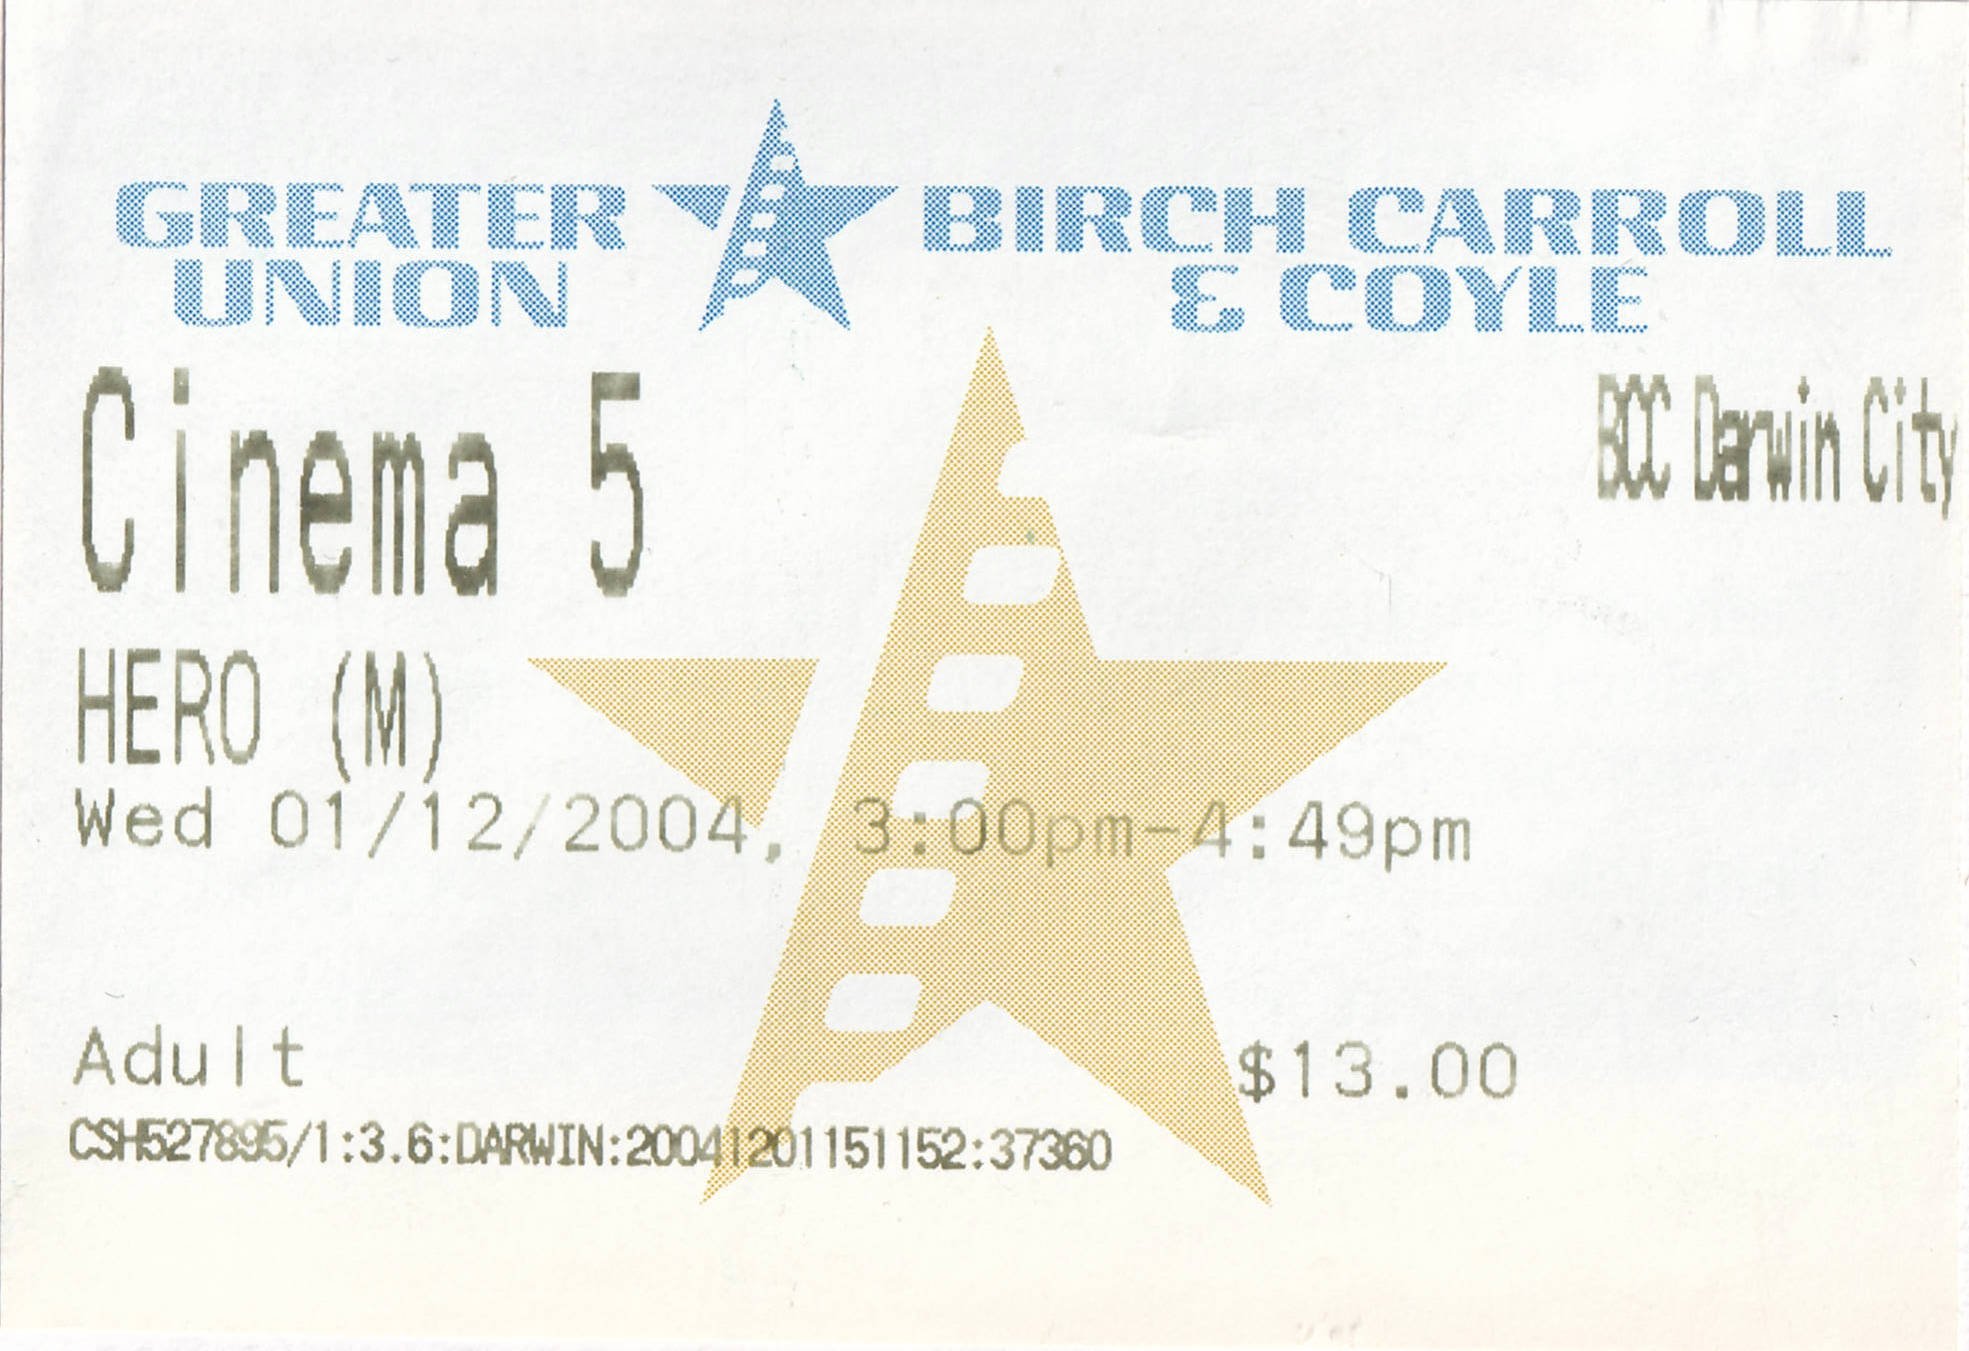 GREATER UNION
BIRCH CARROLL & COYLE
Cinema 5
BCC Darwin City
HERO (M)
Wed 01/12/2004, 3:00pm-4:49pm
Adult $13.00
CSH527895/1:3.6:DARWIN:20041201151152:37360